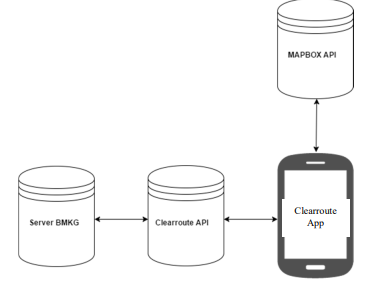 MAPBOX API
Server BMKG
Clearroute API
Clearroute
App